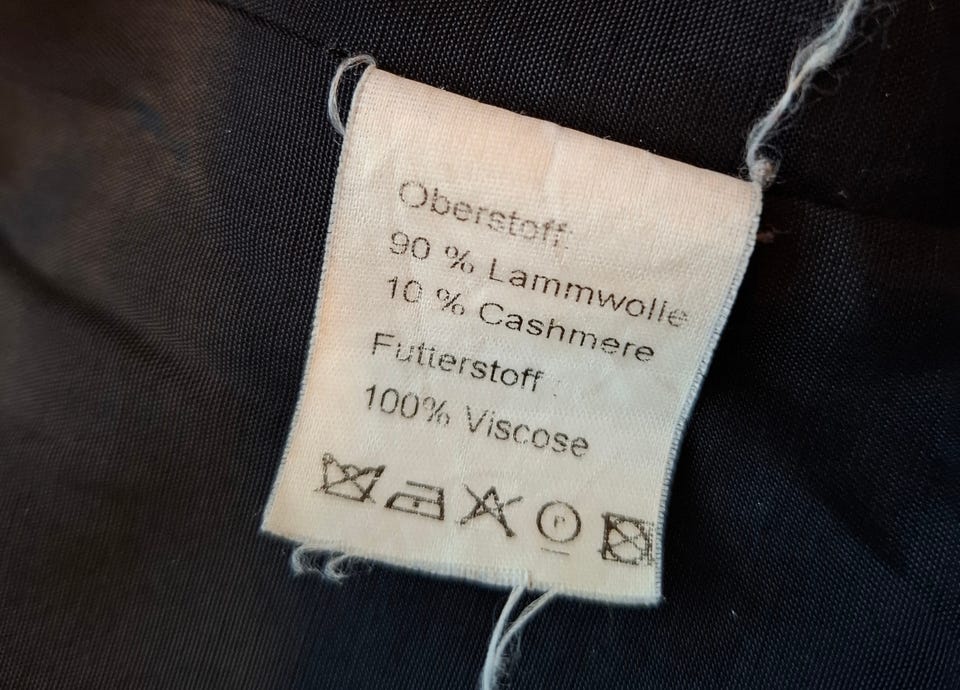 Oberstoff:
90 % Lammwolle
10 % Cashmere
Futterstoff :
100% Viscose
P